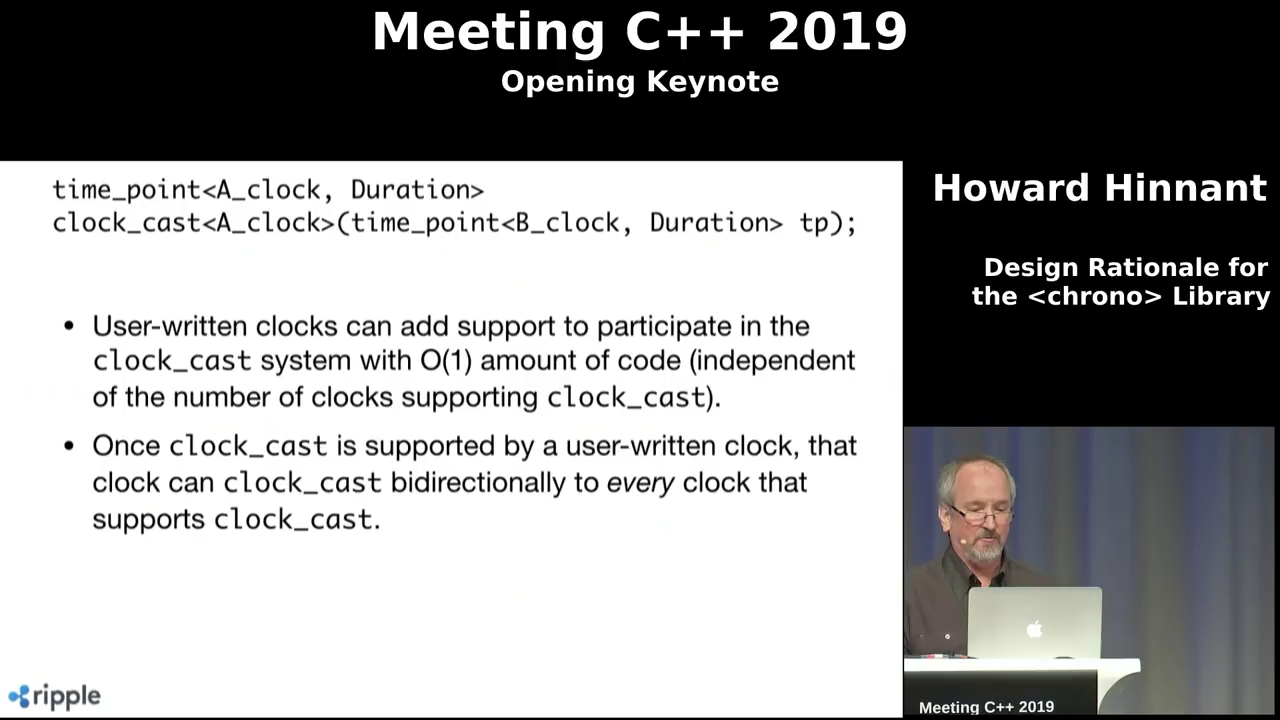 Meeting C++ 2019
Opening Keynote
time_point<A_clock, Duration>
clock_cast<A_clock>(time_point<B_clock, Duration> tp);
• User-written clocks can add support to participate in the
clock_cast system with O(1) amount of code (independent
of the number of clocks supporting clock_cast).
• Once clock_cast is supported by a user-written clock, that
clock can clock_cast bidirectionally to every clock that
supports clock_cast.
ripple
Howard Hinnant
Design Rationale for
the <chrono> Library
Meeting C++ 2019